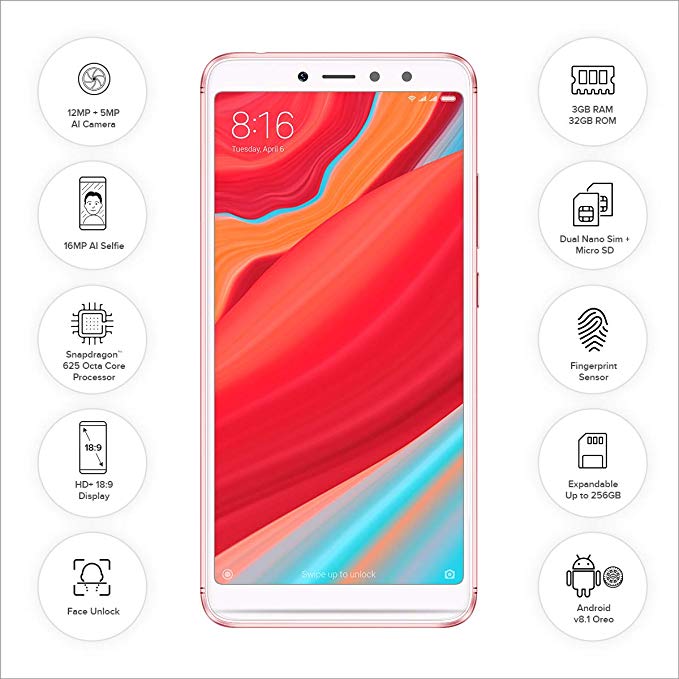 12MP + 5MP
AI Camera
16MP AI Selfie
Snapdragon™
625 Octa Core
Processor
18:9
HD+ 18:9
Display
Face Unlock
8:16
Tuesday, April 6
Swipe up to unlock
3GB RAM
32GB ROM
Dual Nano Sim +
Micro SD
Fingerprint
Sensor
Expandable
Up to 256GB
Android
v8.1 Oreo